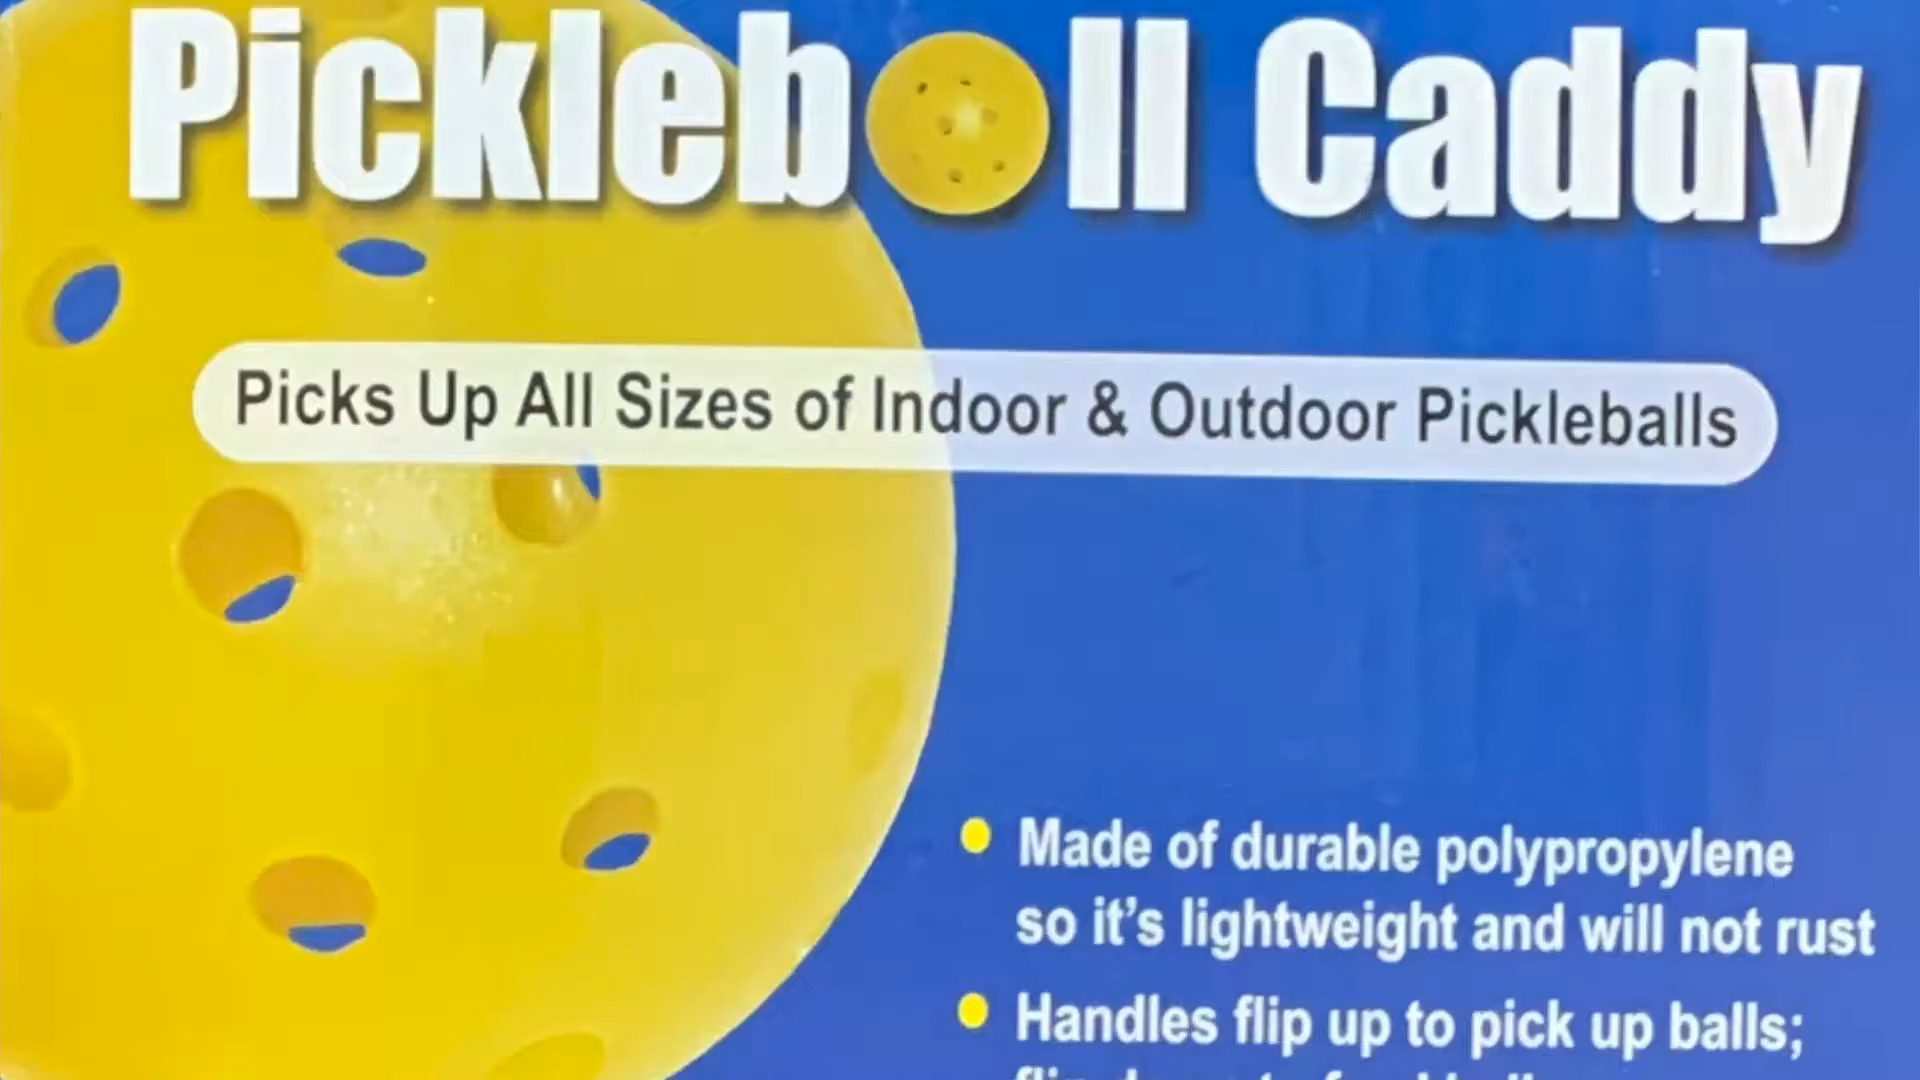 Pickleball Caddy
Picks Up All Sizes of Indoor & Outdoor Pickleballs
Made of durable polypropylene
so it's lightweight and will not rust
Handles flip up to pick up balls;